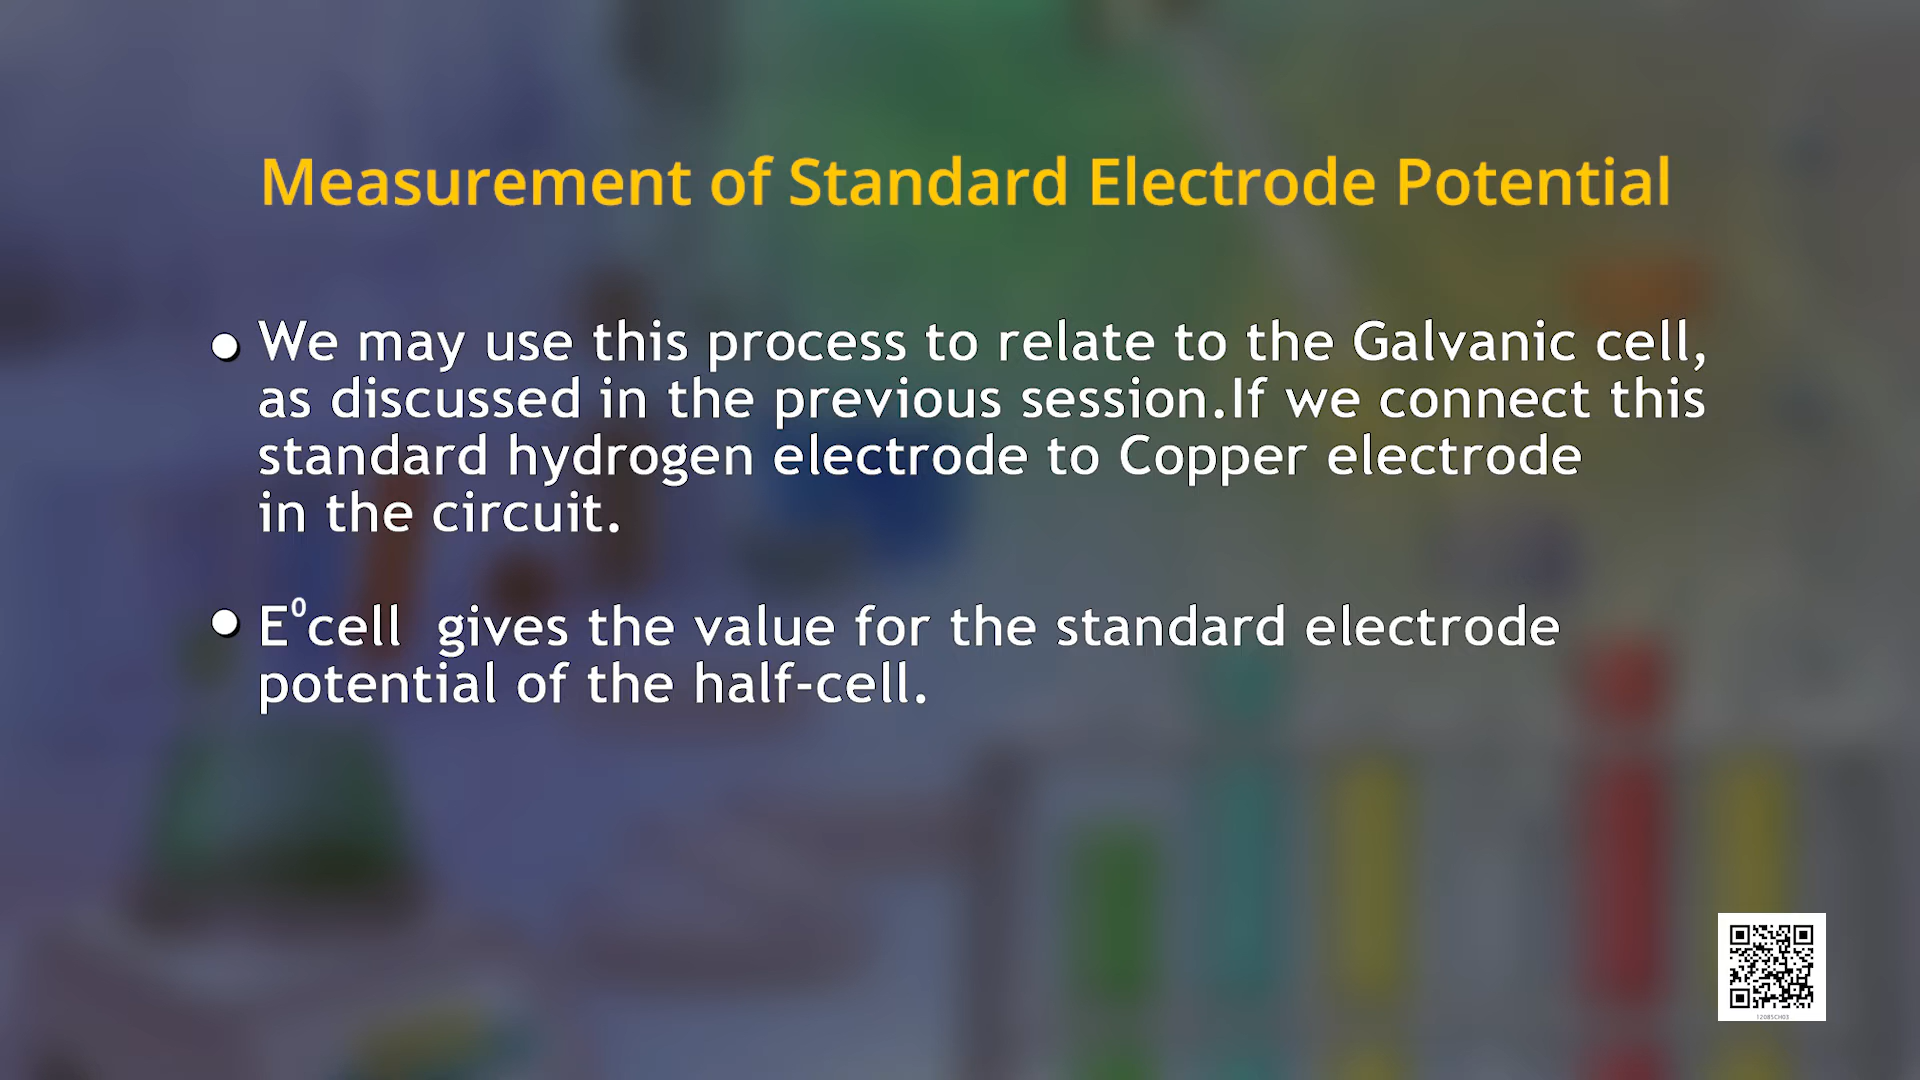 Measurement of Standard Electrode Potential
We may use this process to relate to the Galvanic cell,
as discussed in the previous session.If we connect this
standard hydrogen electrode to Copper electrode
in the circuit.
E⁰cell gives the value for the standard electrode
potential of the half-cell.
12085CH03